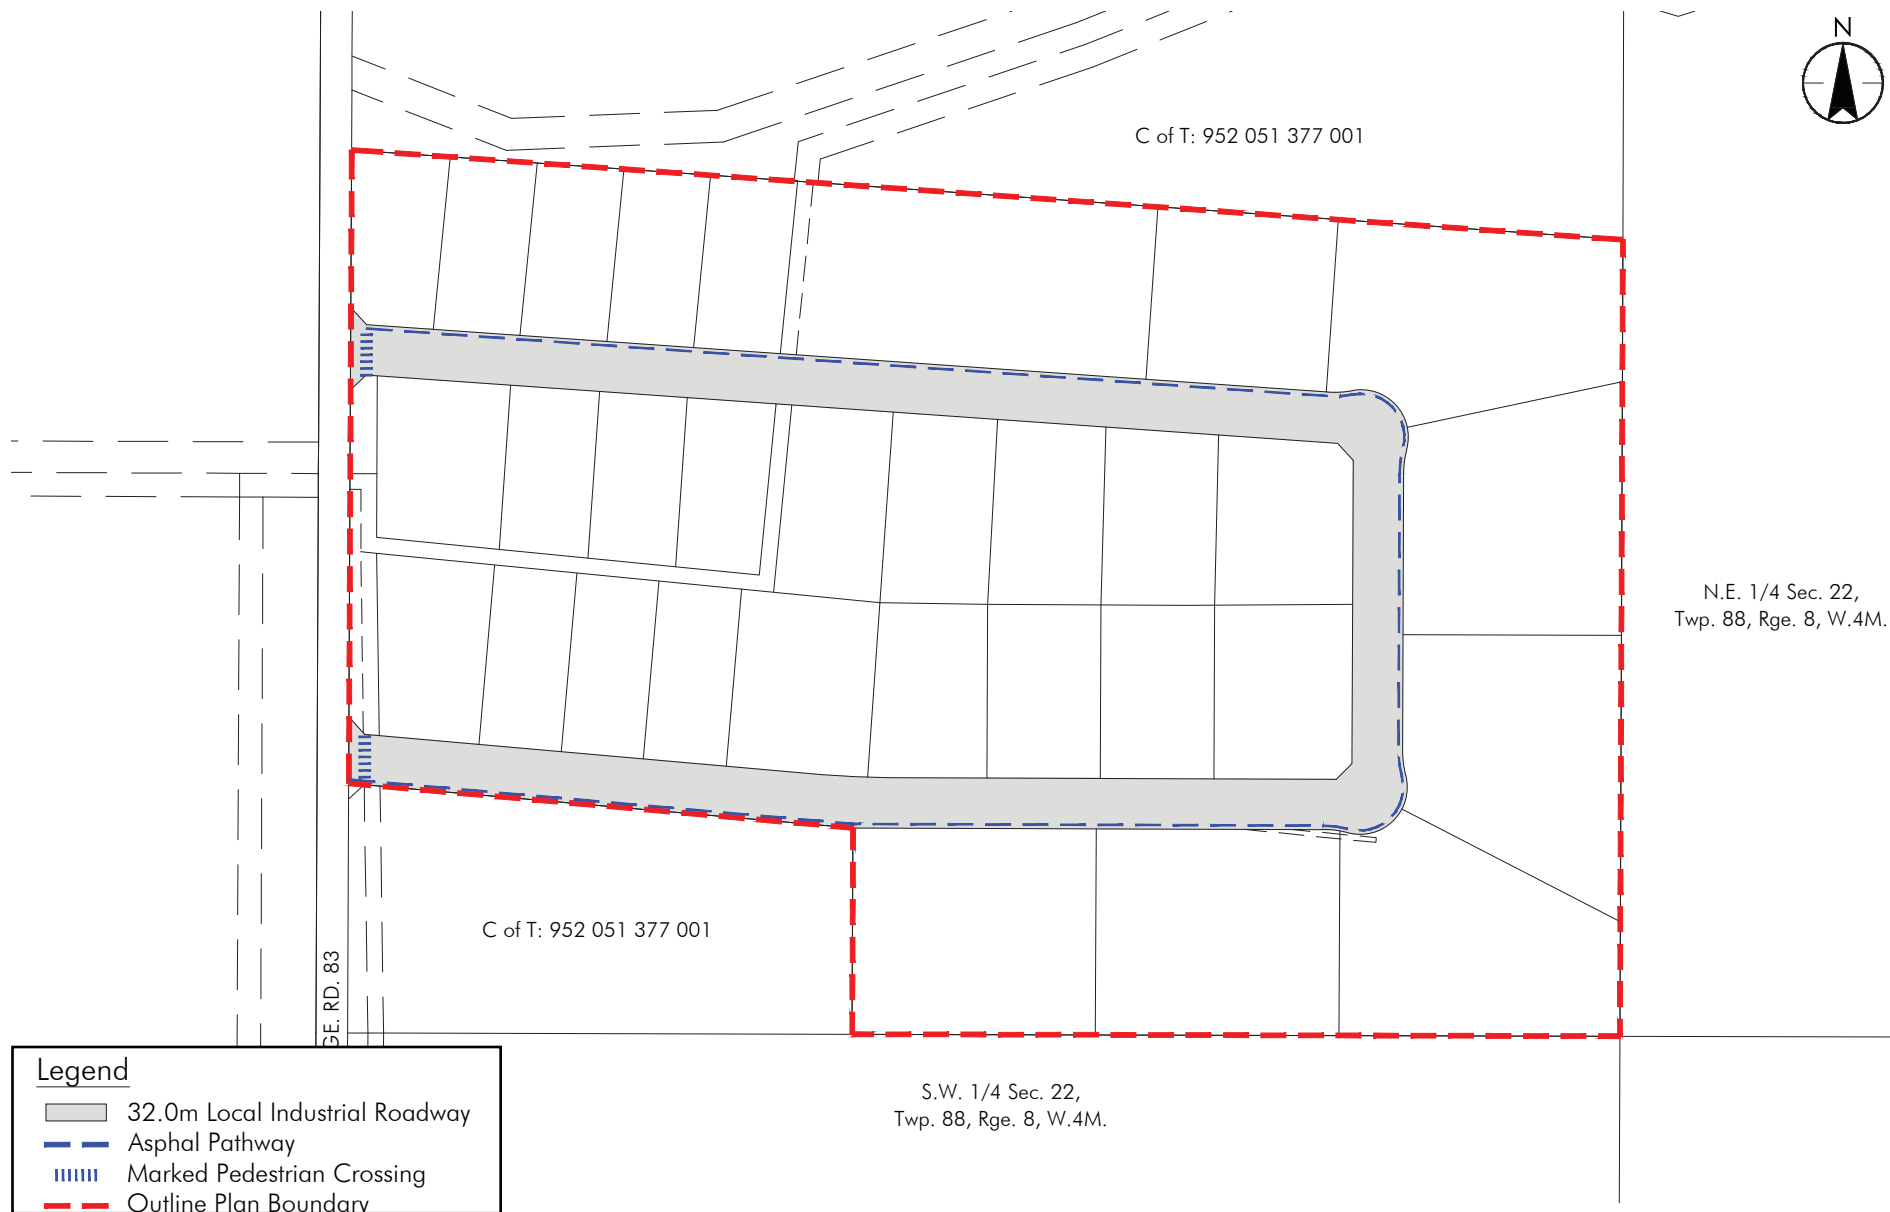 N
C of T: 952 051 377 001
N.E. 1/4 Sec. 22,
Twp. 88, Rge. 8, W.4M.
C of T: 952 051 377 001
GE. RD. 83
S.W. 1/4 Sec. 22,
Twp. 88, Rge. 8, W.4M.
Legend
32.0m Local Industrial Roadway
Asphal Pathway
Marked Pedestrian Crossing
Outline Plan Boundary